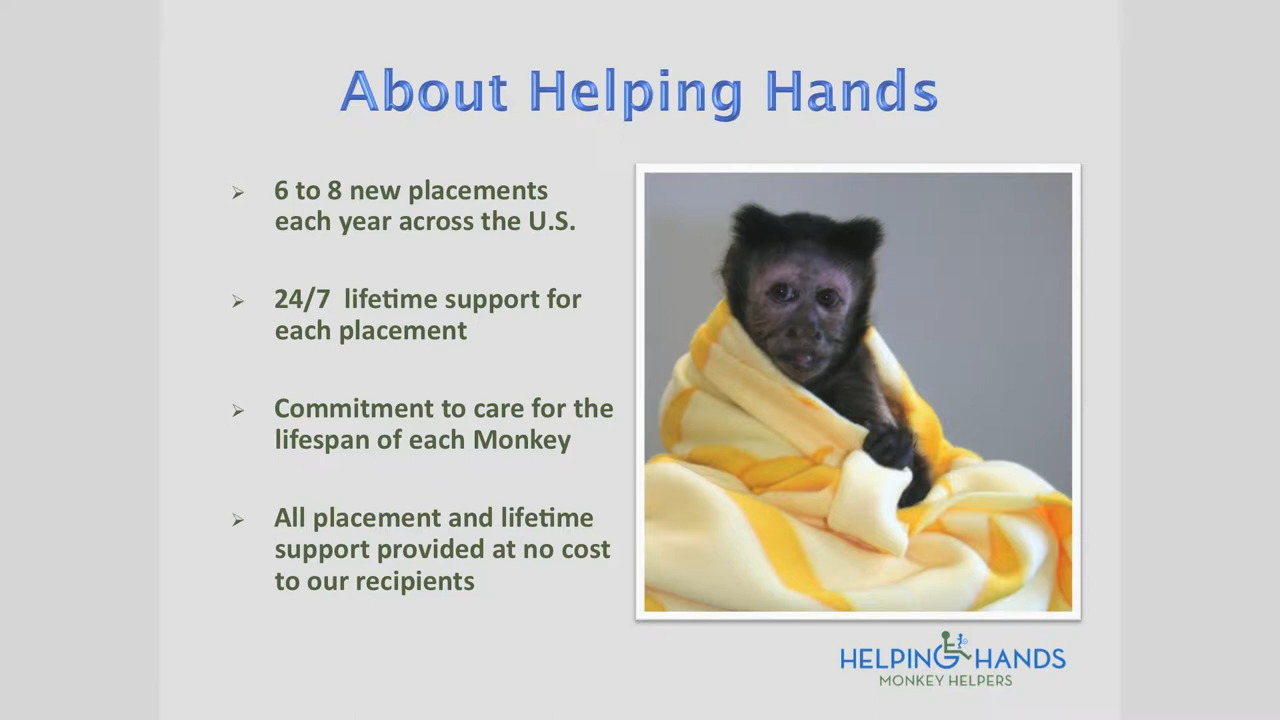 About Helping Hands
6 to 8 new placements
each year across the U.S.
24/7 lifetime support for
each placement
Commitment to care for the
lifespan of each Monkey
All placement and lifetime
support provided at no cost
to our recipients
HELPING HANDS
MONKEY HELPERS